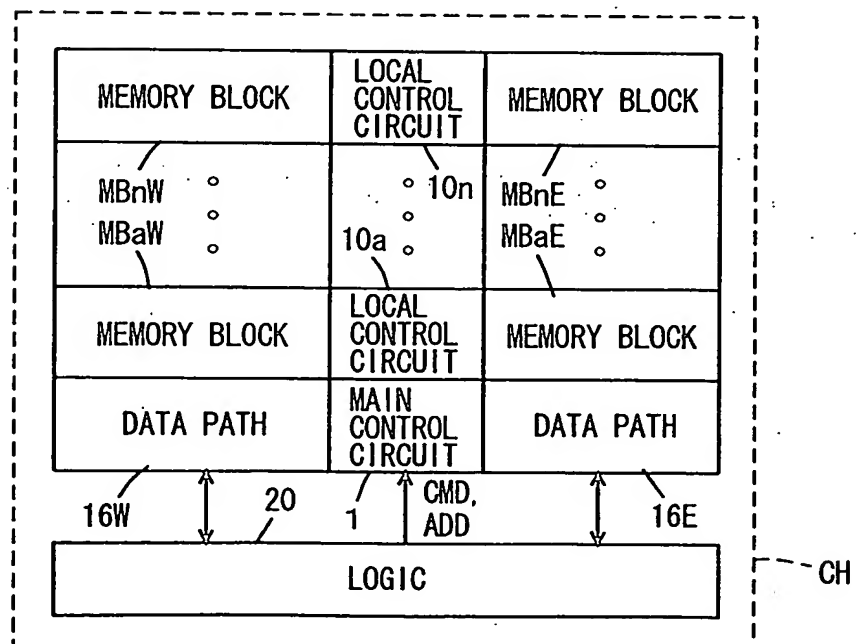 MEMORY BLOCK
LOCAL
CONTROL
CIRCUIT
MEMORY BLOCK
MBnW
10n
MBnE
MBaW
10a
MBaE
MEMORY BLOCK
LOCAL
CONTROL
CIRCUIT
MEMORY BLOCK
DATA PATH
MAIN
CONTROL
CIRCUIT
DATA PATH
16W
20
1
CMD,
ADD
16E
LOGIC
CH